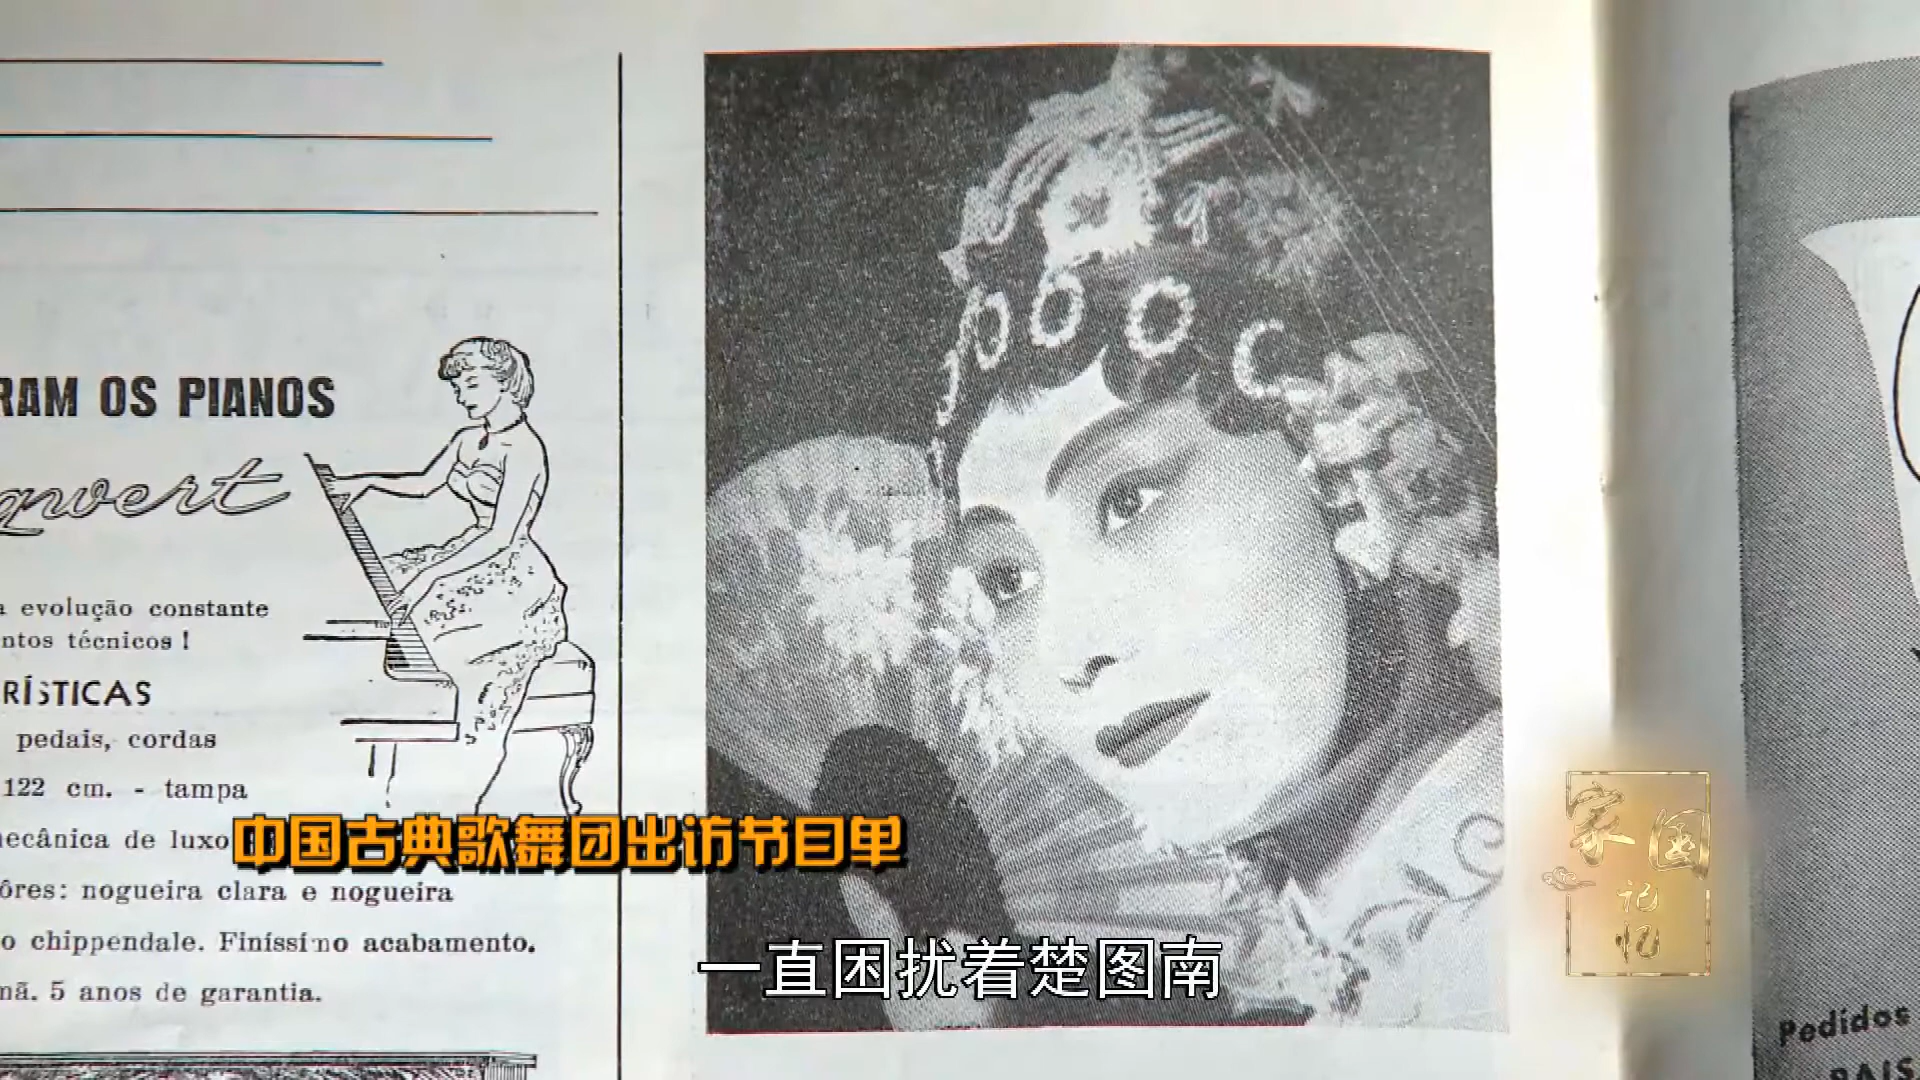 RAM OS PIANOS
a evolução constante
ntos técnicos!
RÍSTICAS
pedais, cordas
122 cm. - tampa
ecânica de luxo
ôres: nogueira clara e nogueira
o chippendale. Finíssimo acabamento.
mã. 5 anos de garantia.
中国古典歌舞团出访节目单
一直困扰着楚图南
家国
记忆
Pedidos